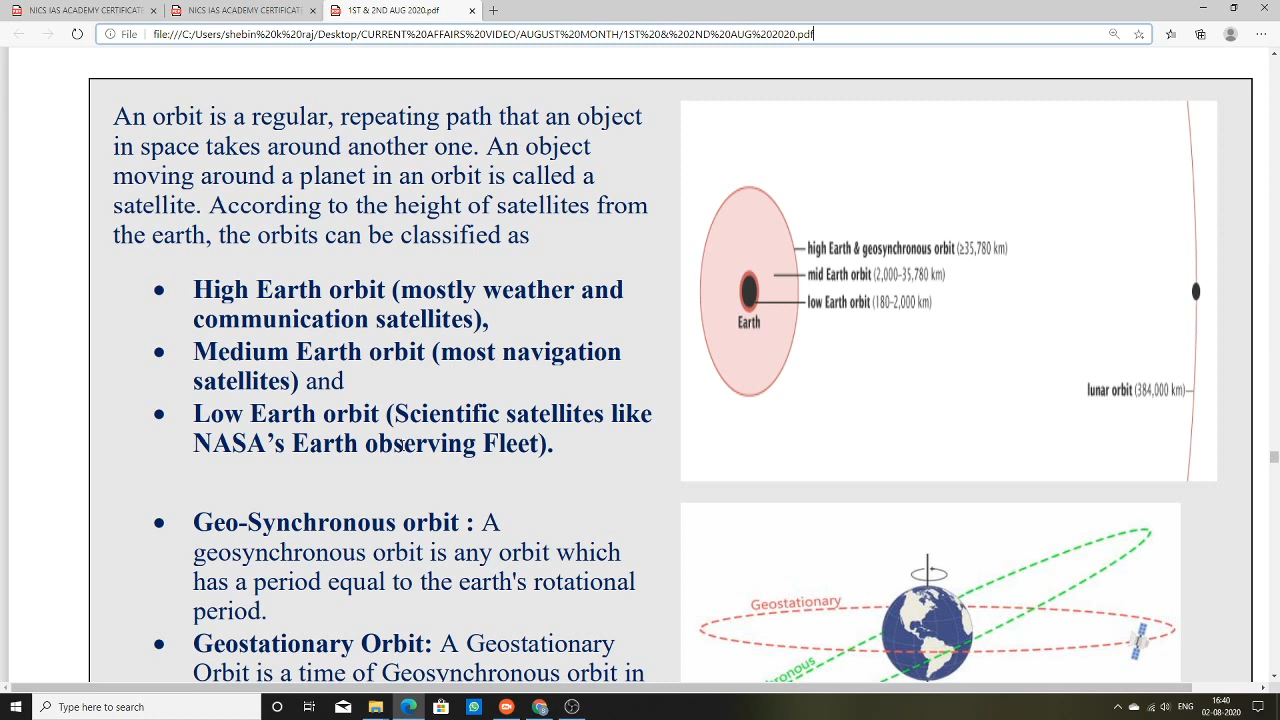 NICS IAS ACADEMY CERTIFICATE
NICS IAS ACADEMY CERTIFICATE
1ST & 2ND AUG 2020.pdf
File
file:///C:/Users/shebin%20k%20raj/Desktop/CURRENT%20AFFAIRS%20VIDEO/AUGUST%20MONTH/1ST%20&%202ND%20AUG%202020.pdf
An orbit is a regular, repeating path that an object
in space takes around another one. An object
moving around a planet in an orbit is called a
satellite. According to the height of satellites from
the earth, the orbits can be classified as
• High Earth orbit (mostly weather and
communication satellites),
• Medium Earth orbit (most navigation
satellites) and
• Low Earth orbit (Scientific satellites like
NASA’s Earth observing Fleet).
• Geo-Synchronous orbit : A
geosynchronous orbit is any orbit which
has a period equal to the earth's rotational
period.
• Geostationary Orbit: A Geostationary
Orbit is a time of Geosynchronous orbit in
high Earth & geosynchronous orbit (≥35,780 km)
mid Earth orbit (2,000–35,780 km)
low Earth orbit (180–2,000 km)
Earth
lunar orbit (384,000 km)
Geostationary
Type here to search
ENG
16:40
02-08-2020